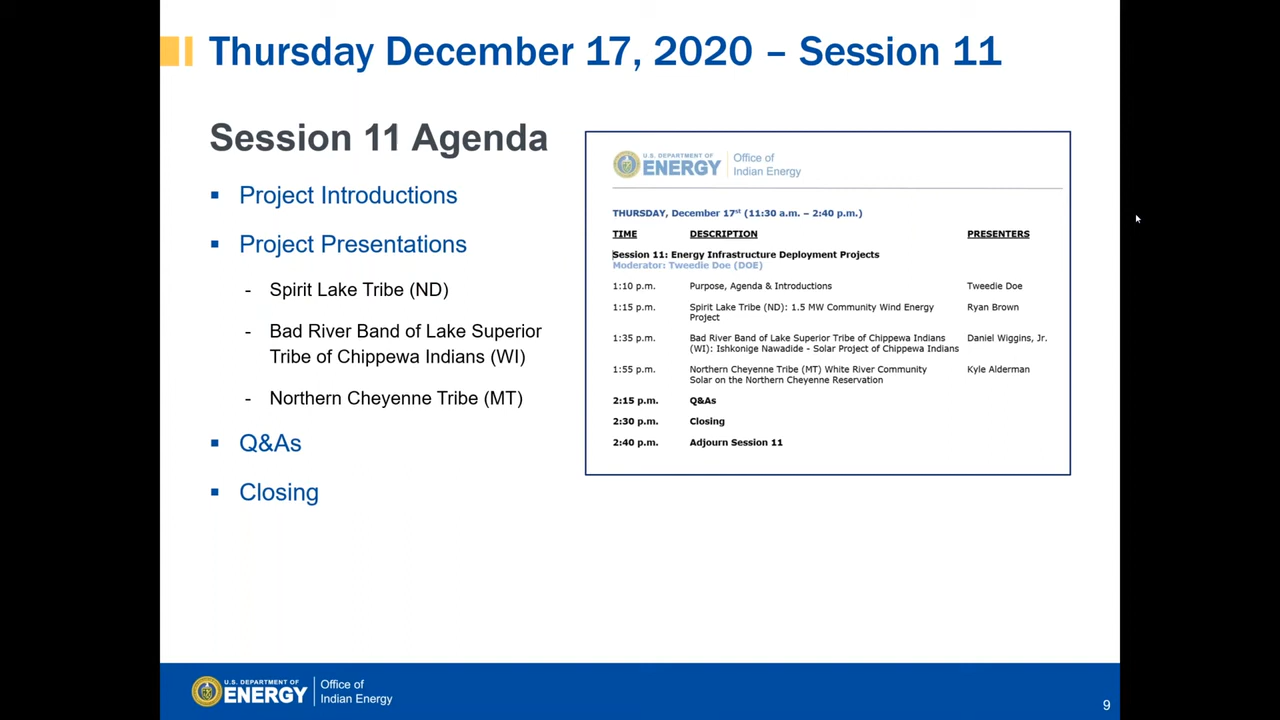 Thursday December 17, 2020 – Session 11
Session 11 Agenda
▪ Project Introductions
▪ Project Presentations
- Spirit Lake Tribe (ND)
- Bad River Band of Lake Superior
Tribe of Chippewa Indians (WI)
- Northern Cheyenne Tribe (MT)
▪ Q&As
▪ Closing
U.S. DEPARTMENT OF
ENERGY
Office of
Indian Energy
THURSDAY, December 17st (11:30 a.m. – 2:40 p.m.)
TIME DESCRIPTION PRESENTERS
Session 11: Energy Infrastructure Deployment Projects
Moderator: Tweedie Doe (DOE)
1:10 p.m. Purpose, Agenda & Introductions Tweedie Doe
1:15 p.m. Spirit Lake Tribe (ND): 1.5 MW Community Wind Energy Ryan Brown
Project
1:35 p.m. Bad River Band of Lake Superior Tribe of Chippewa Indians Daniel Wiggins, Jr.
(WI): Ishkonige Nawadide - Solar Project of Chippewa Indians
1:55 p.m. Northern Cheyenne Tribe (MT) White River Community Kyle Alderman
Solar on the Northern Cheyenne Reservation
2:15 p.m. Q&As
2:30 p.m. Closing
2:40 p.m. Adjourn Session 11
U.S. DEPARTMENT OF
ENERGY
Office of
Indian Energy
9